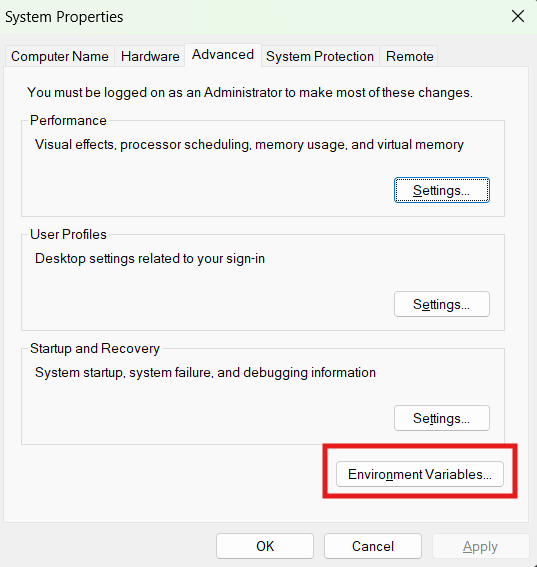 System Properties
Computer Name Hardware Advanced System Protection Remote
You must be logged on as an Administrator to make most of these changes.
Performance
Visual effects, processor scheduling, memory usage, and virtual memory
Settings...
User Profiles
Desktop settings related to your sign-in
Settings...
Startup and Recovery
System startup, system failure, and debugging information
Settings...
Environment Variables...
OK Cancel Apply